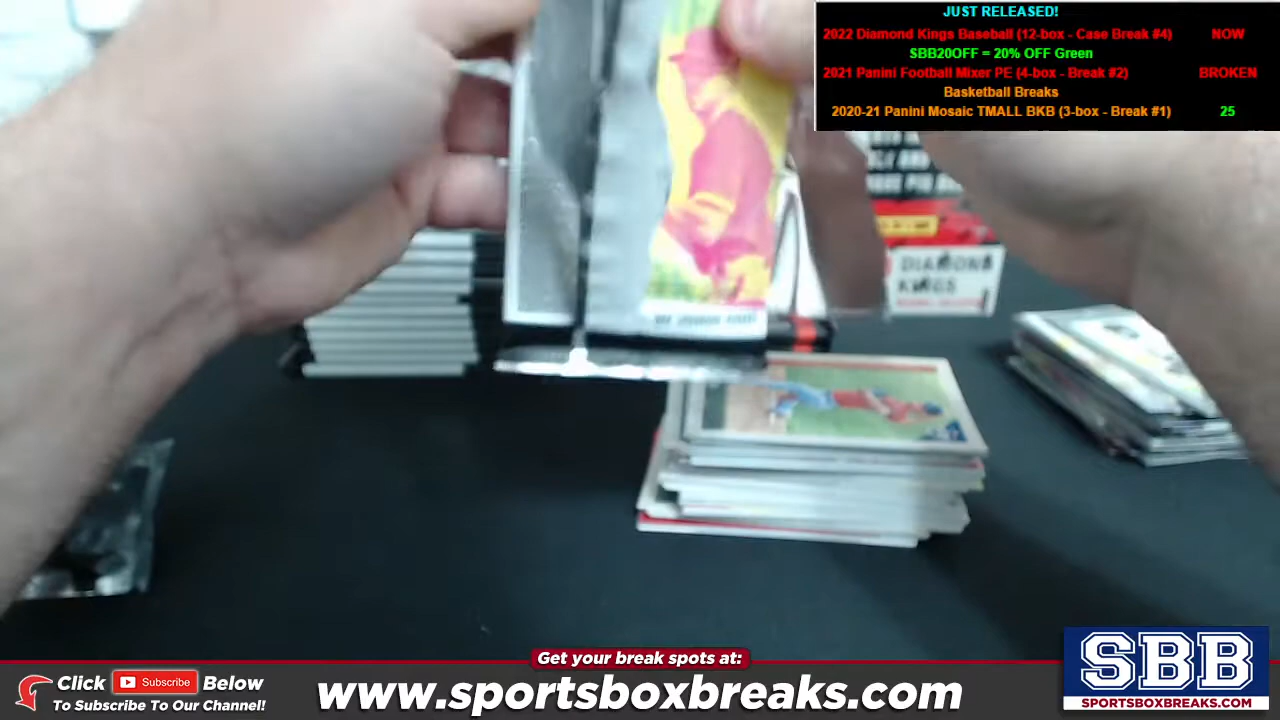 JUST RELEASED!
2022 Diamond Kings Baseball (12-box - Case Break #4) NOW
SBB20OFF = 20% OFF Green
2021 Panini Football Mixer PE (4-box - Break #2) BROKEN
Basketball Breaks
2020-21 Panini Mosaic TMALL BKB (3-box - Break #1) 25
DIAMOND
KINGS
Get your break spots at:
Click Subscribe Below
To Subscribe To Our Channel!
www.sportsboxbreaks.com
SBB
SPORTSBOXBREAKS.COM